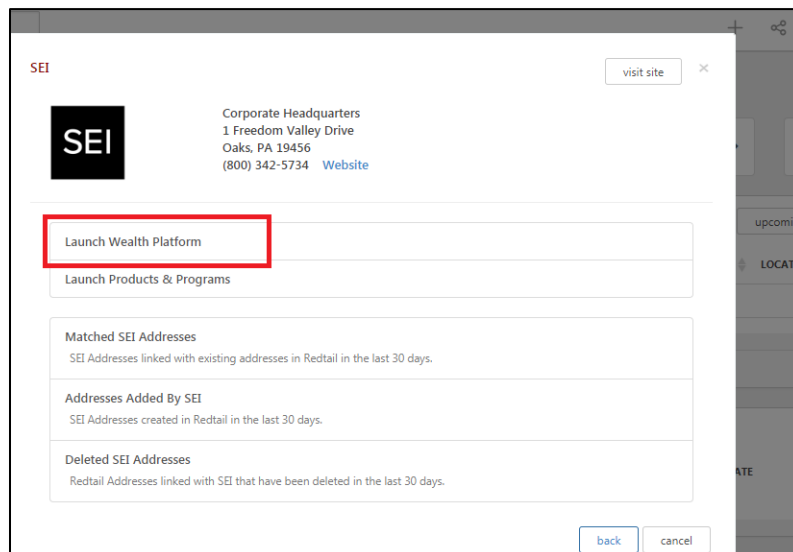 SEI
visit site
SEI
Corporate Headquarters
1 Freedom Valley Drive
Oaks, PA 19456
(800) 342-5734 Website
Launch Wealth Platform
Launch Products & Programs
Matched SEI Addresses
SEI Addresses linked with existing addresses in Redtail in the last 30 days.
Addresses Added By SEI
SEI Addresses created in Redtail in the last 30 days.
Deleted SEI Addresses
Redtail Addresses linked with SEI that have been deleted in the last 30 days.
back
cancel
upcomi
LOCAT
ATE